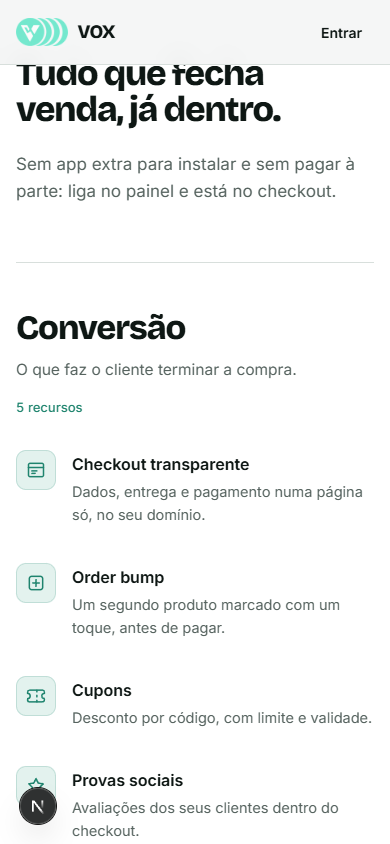 VOX
Entrar
Tudo que fecha
venda, já dentro.
Sem app extra para instalar e sem pagar à
parte: liga no painel e está no checkout.
Conversão
O que faz o cliente terminar a compra.
5 recursos
Checkout transparente
Dados, entrega e pagamento numa página
só, no seu domínio.
Order bump
Um segundo produto marcado com um
toque, antes de pagar.
Cupons
Desconto por código, com limite e validade.
Provas sociais
Avaliações dos seus clientes dentro do
checkout.
N